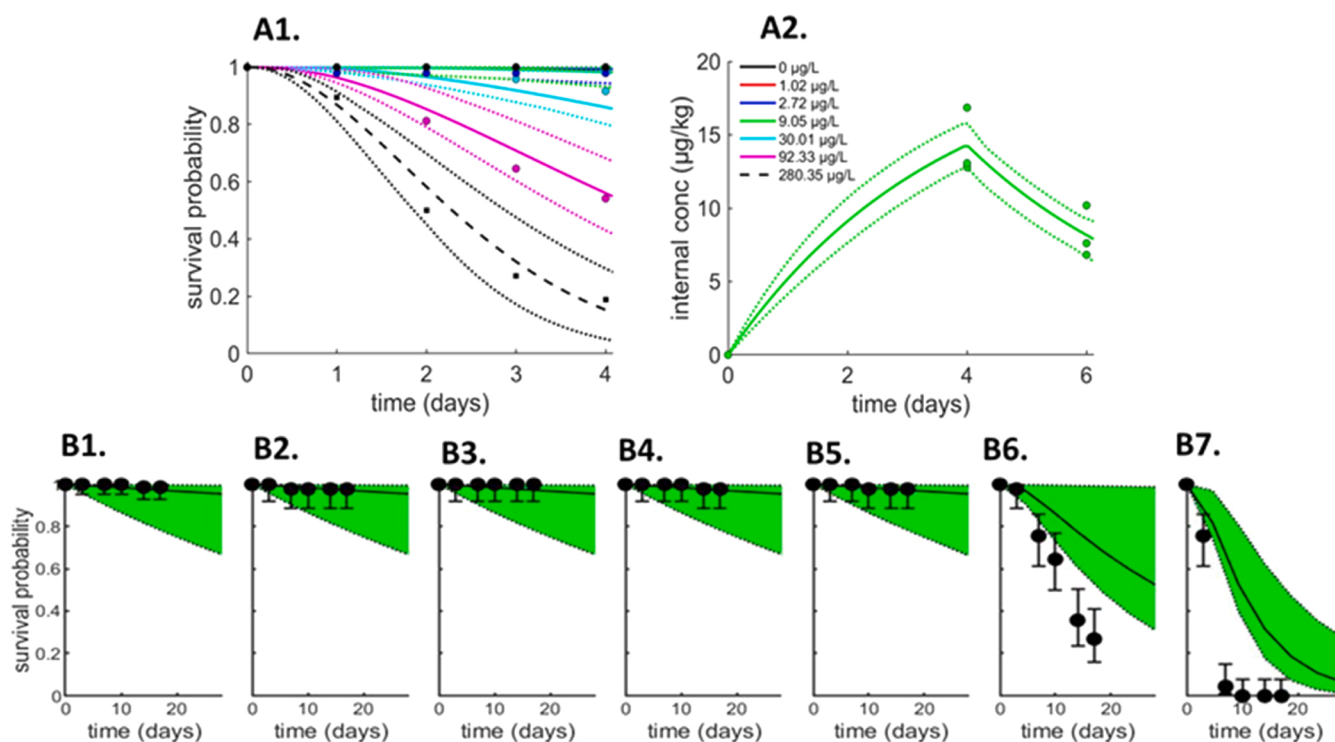 A1.
A2.
survival probability
1
0.8
0.6
0.4
0.2
0
0 1 2 3 4
time (days)
internal conc (µg/kg)
20
15
10
5
0
0 µg/L
1.02 µg/L
2.72 µg/L
9.05 µg/L
30.01 µg/L
92.33 µg/L
280.35 µg/L
0 2 4 6
time (days)
B1. B2. B3. B4. B5. B6. B7.
survival probability
1
0.8
0.6
0.4
0.2
0
0 10 20 0 10 20 0 10 20 0 10 20 0 10 20 0 10 20 0 10 20
time (days) time (days) time (days) time (days) time (days) time (days) time (days)